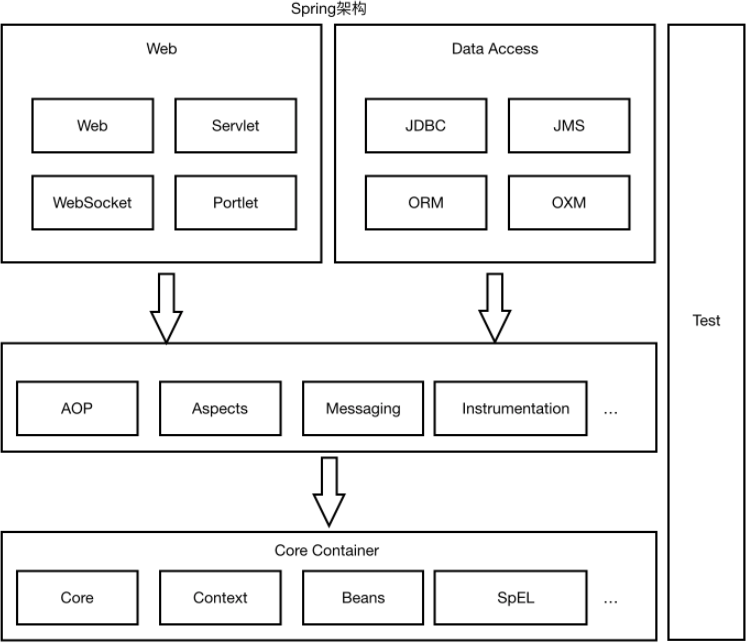 Spring架构
Web
Data Access
Web
Servlet
JDBC
JMS
WebSocket
Portlet
ORM
OXM
Test
AOP
Aspects
Messaging
Instrumentation
...
Core Container
Core
Context
Beans
SpEL
...